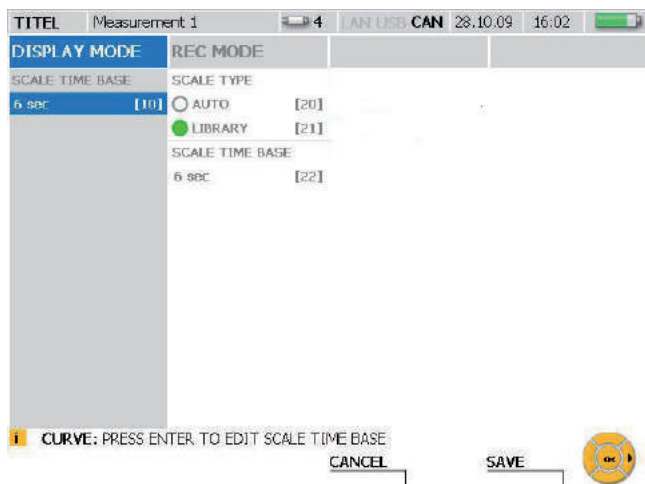 TITEL Measurement 1 4 LAN USB CAN 28.10.09 16:02
DISPLAY MODE REC MODE
SCALE TIME BASE SCALE TYPE
6 sec [10] AUTO [20]
LIBRARY [21]
SCALE TIME BASE
6 sec [22]
i CURVE: PRESS ENTER TO EDIT SCALE TIME BASE
CANCEL SAVE
OK